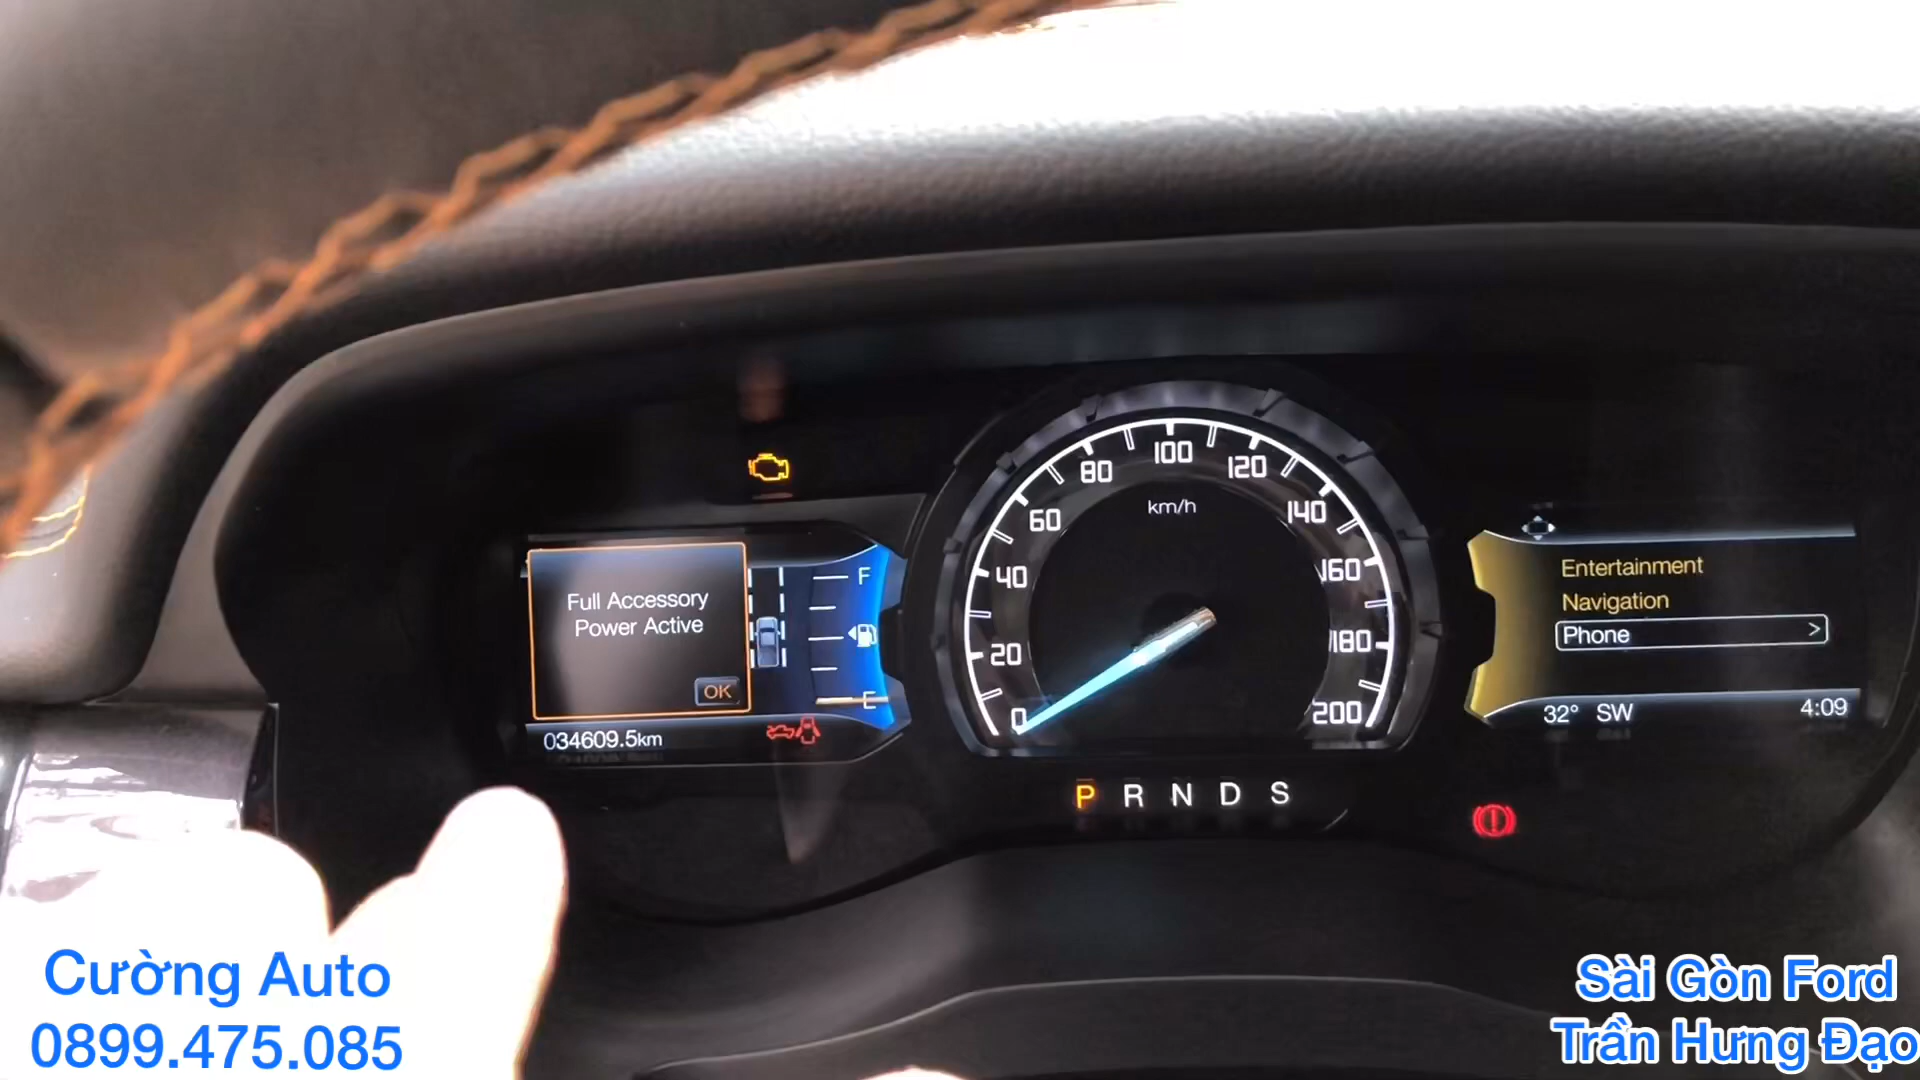 Full Accessory
Power Active
OK
F
E
034609.5km
0
20
40
60
80
100
120
140
160
180
200
km/h
P R N D S
Entertainment
Navigation
Phone >
32° SW
4:09
Cường Auto
0899.475.085
Sài Gòn Ford
Trần Hưng Đạo